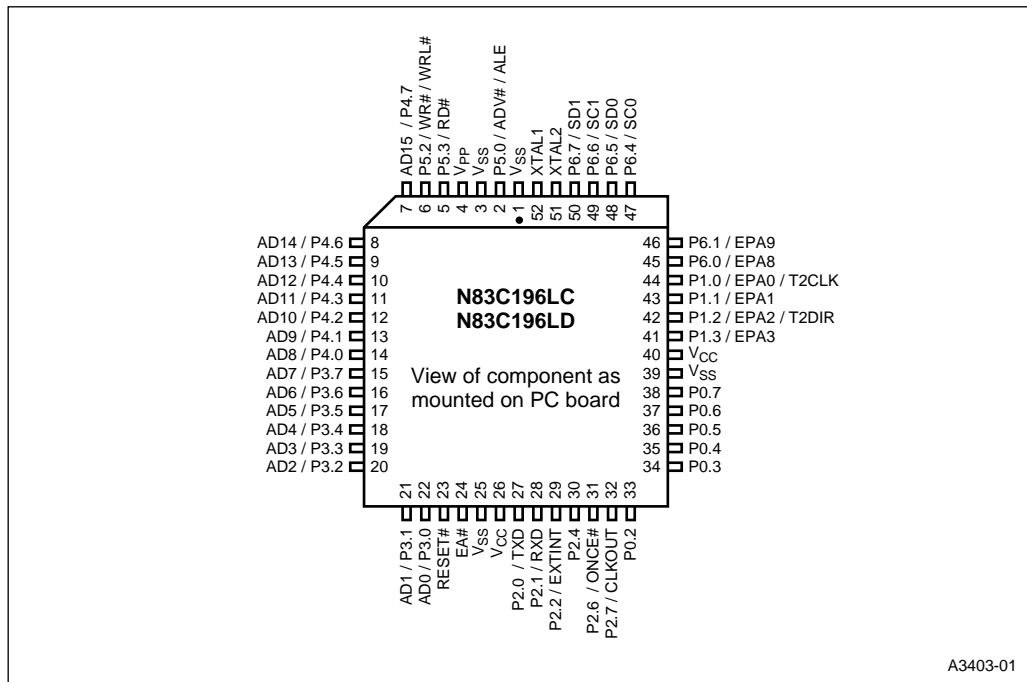 AD15 / P4.7
P5.2 / WR# / WRL#
P5.3 / RD#
VPP
VSS
P5.0 / ADV# / ALE
VSS
XTAL1
XTAL2
P6.7 / SD1
P6.6 / SC1
P6.5 / SD0
P6.4 / SC0
7
6
5
4
3
2
1
52
51
50
49
48
47
AD14 / P4.6 8
AD13 / P4.5 9
AD12 / P4.4 10
AD11 / P4.3 11
AD10 / P4.2 12
AD9 / P4.1 13
AD8 / P4.0 14
AD7 / P3.7 15
AD6 / P3.6 16
AD5 / P3.5 17
AD4 / P3.4 18
AD3 / P3.3 19
AD2 / P3.2 20
N83C196LC
N83C196LD
View of component as
mounted on PC board
46 P6.1 / EPA9
45 P6.0 / EPA8
44 P1.0 / EPA0 / T2CLK
43 P1.1 / EPA1
42 P1.2 / EPA2 / T2DIR
41 P1.3 / EPA3
40 VCC
39 VSS
38 P0.7
37 P0.6
36 P0.5
35 P0.4
34 P0.3
21
22
23
24
25
26
27
28
29
30
31
32
33
AD1 / P3.1
AD0 / P3.0
RESET#
EA#
VSS
VCC
P2.0 / TXD
P2.1 / RXD
P2.2 / EXTINT
P2.4
P2.6 / ONCE#
P2.7 / CLKOUT
P0.2
A3403-01